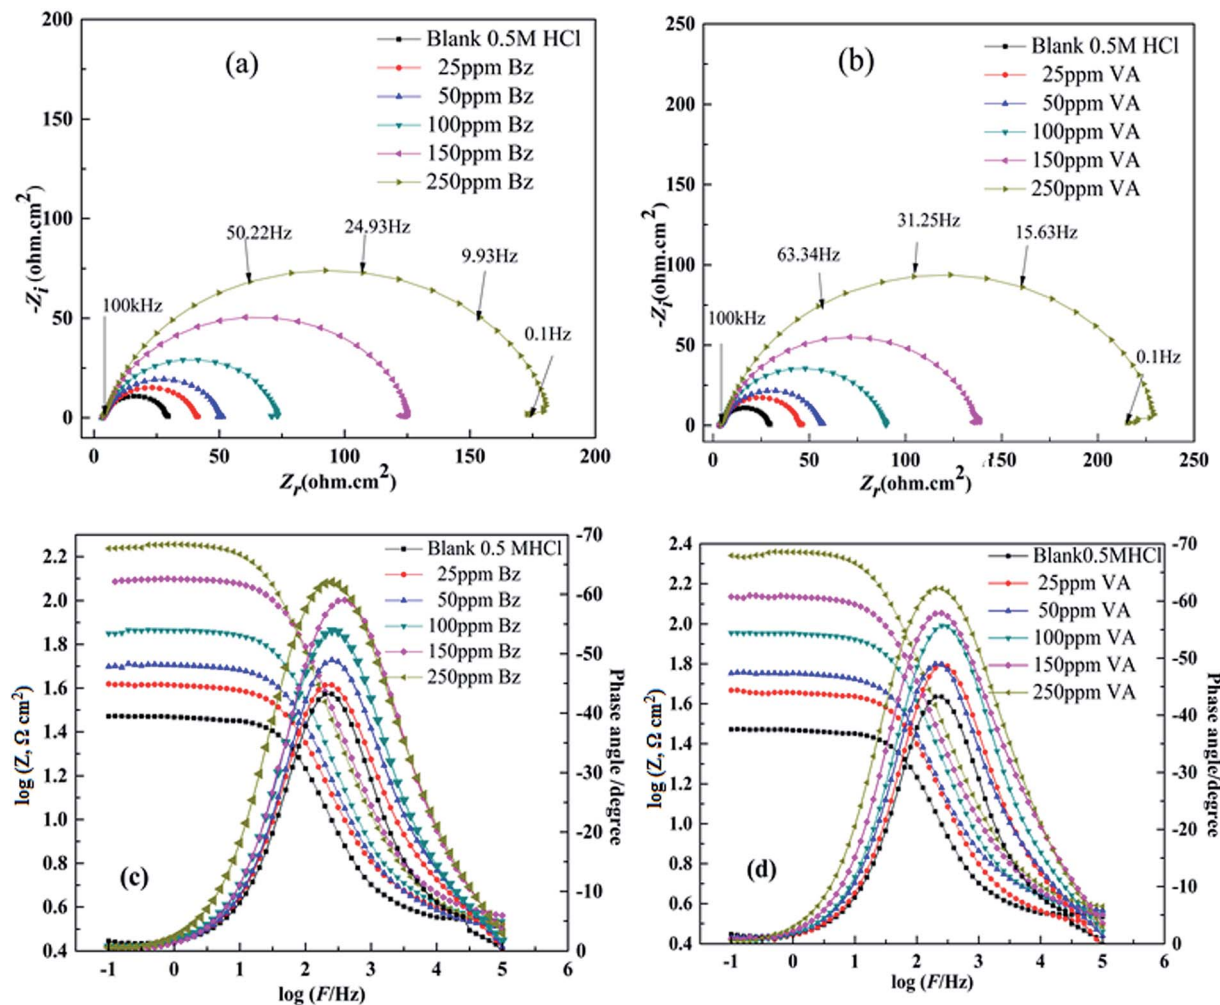 (a)
Blank 0.5M HCl
25ppm Bz
50ppm Bz
100ppm Bz
150ppm Bz
250ppm Bz
200
150
100
50
0
-Zi (ohm.cm2)
100kHz
50.22Hz
24.93Hz
9.93Hz
0.1Hz
0 50 100 150 200
Zr(ohm.cm2)
(b)
Blank 0.5M HCl
25ppm VA
50ppm VA
100ppm VA
150ppm VA
250ppm VA
250
200
150
100
50
0
-Zi(ohm.cm2)
100kHz
63.34Hz
31.25Hz
15.63Hz
0.1Hz
0 50 100 150 200 250
Zr(ohm.cm2)
Blank 0.5 MHCl
25ppm Bz
50ppm Bz
100ppm Bz
150ppm Bz
250ppm Bz
2.2
2.0
1.8
1.6
1.4
1.2
1.0
0.8
0.6
0.4
log (Z, Ω cm2)
-70
-60
-50
-40
-30
-20
-10
0
Phase angle /degree
(c)
-1 0 1 2 3 4 5 6
log (F/Hz)
Blank0.5MHCl
25ppm VA
50ppm VA
100ppm VA
150ppm VA
250ppm VA
2.4
2.2
2.0
1.8
1.6
1.4
1.2
1.0
0.8
0.6
0.4
log (Z, Ω cm2)
-70
-60
-50
-40
-30
-20
-10
0
Phase angle /degree
(d)
-1 0 1 2 3 4 5 6
log (F/Hz)